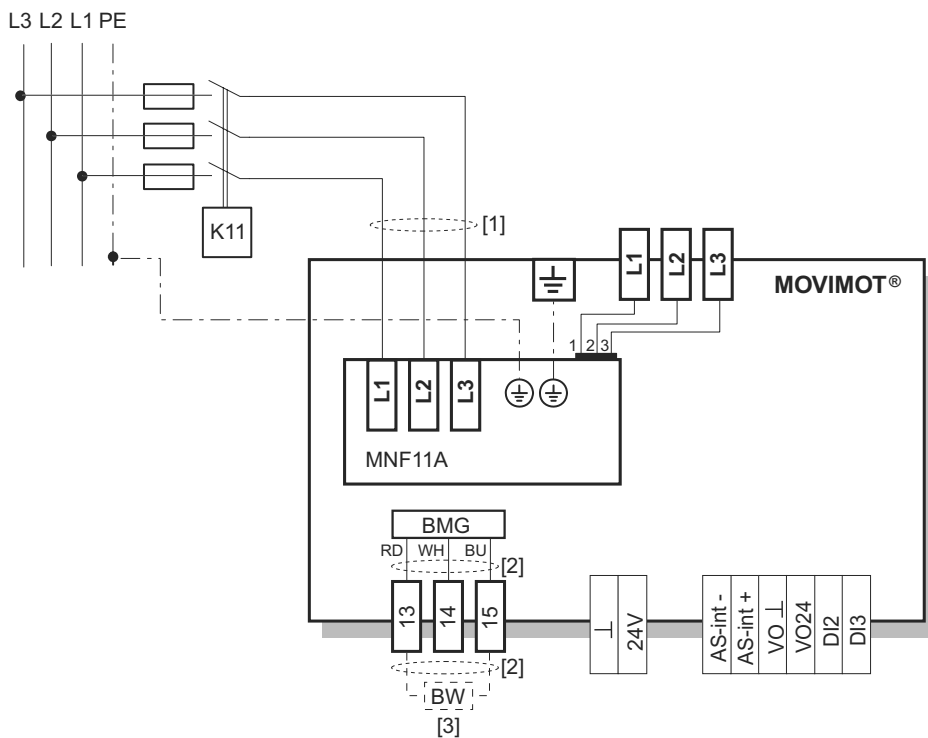 L3 L2 L1 PE
K11
[1]
L1
L2
L3
MOVIMOT®
1 2 3
L1
L2
L3
MNF11A
BMG
RD WH BU
[2]
13
14
15
[2]
BW
[3]
⊥
24V
AS-int -
AS-int +
VO ⊥
VO24
DI2
DI3